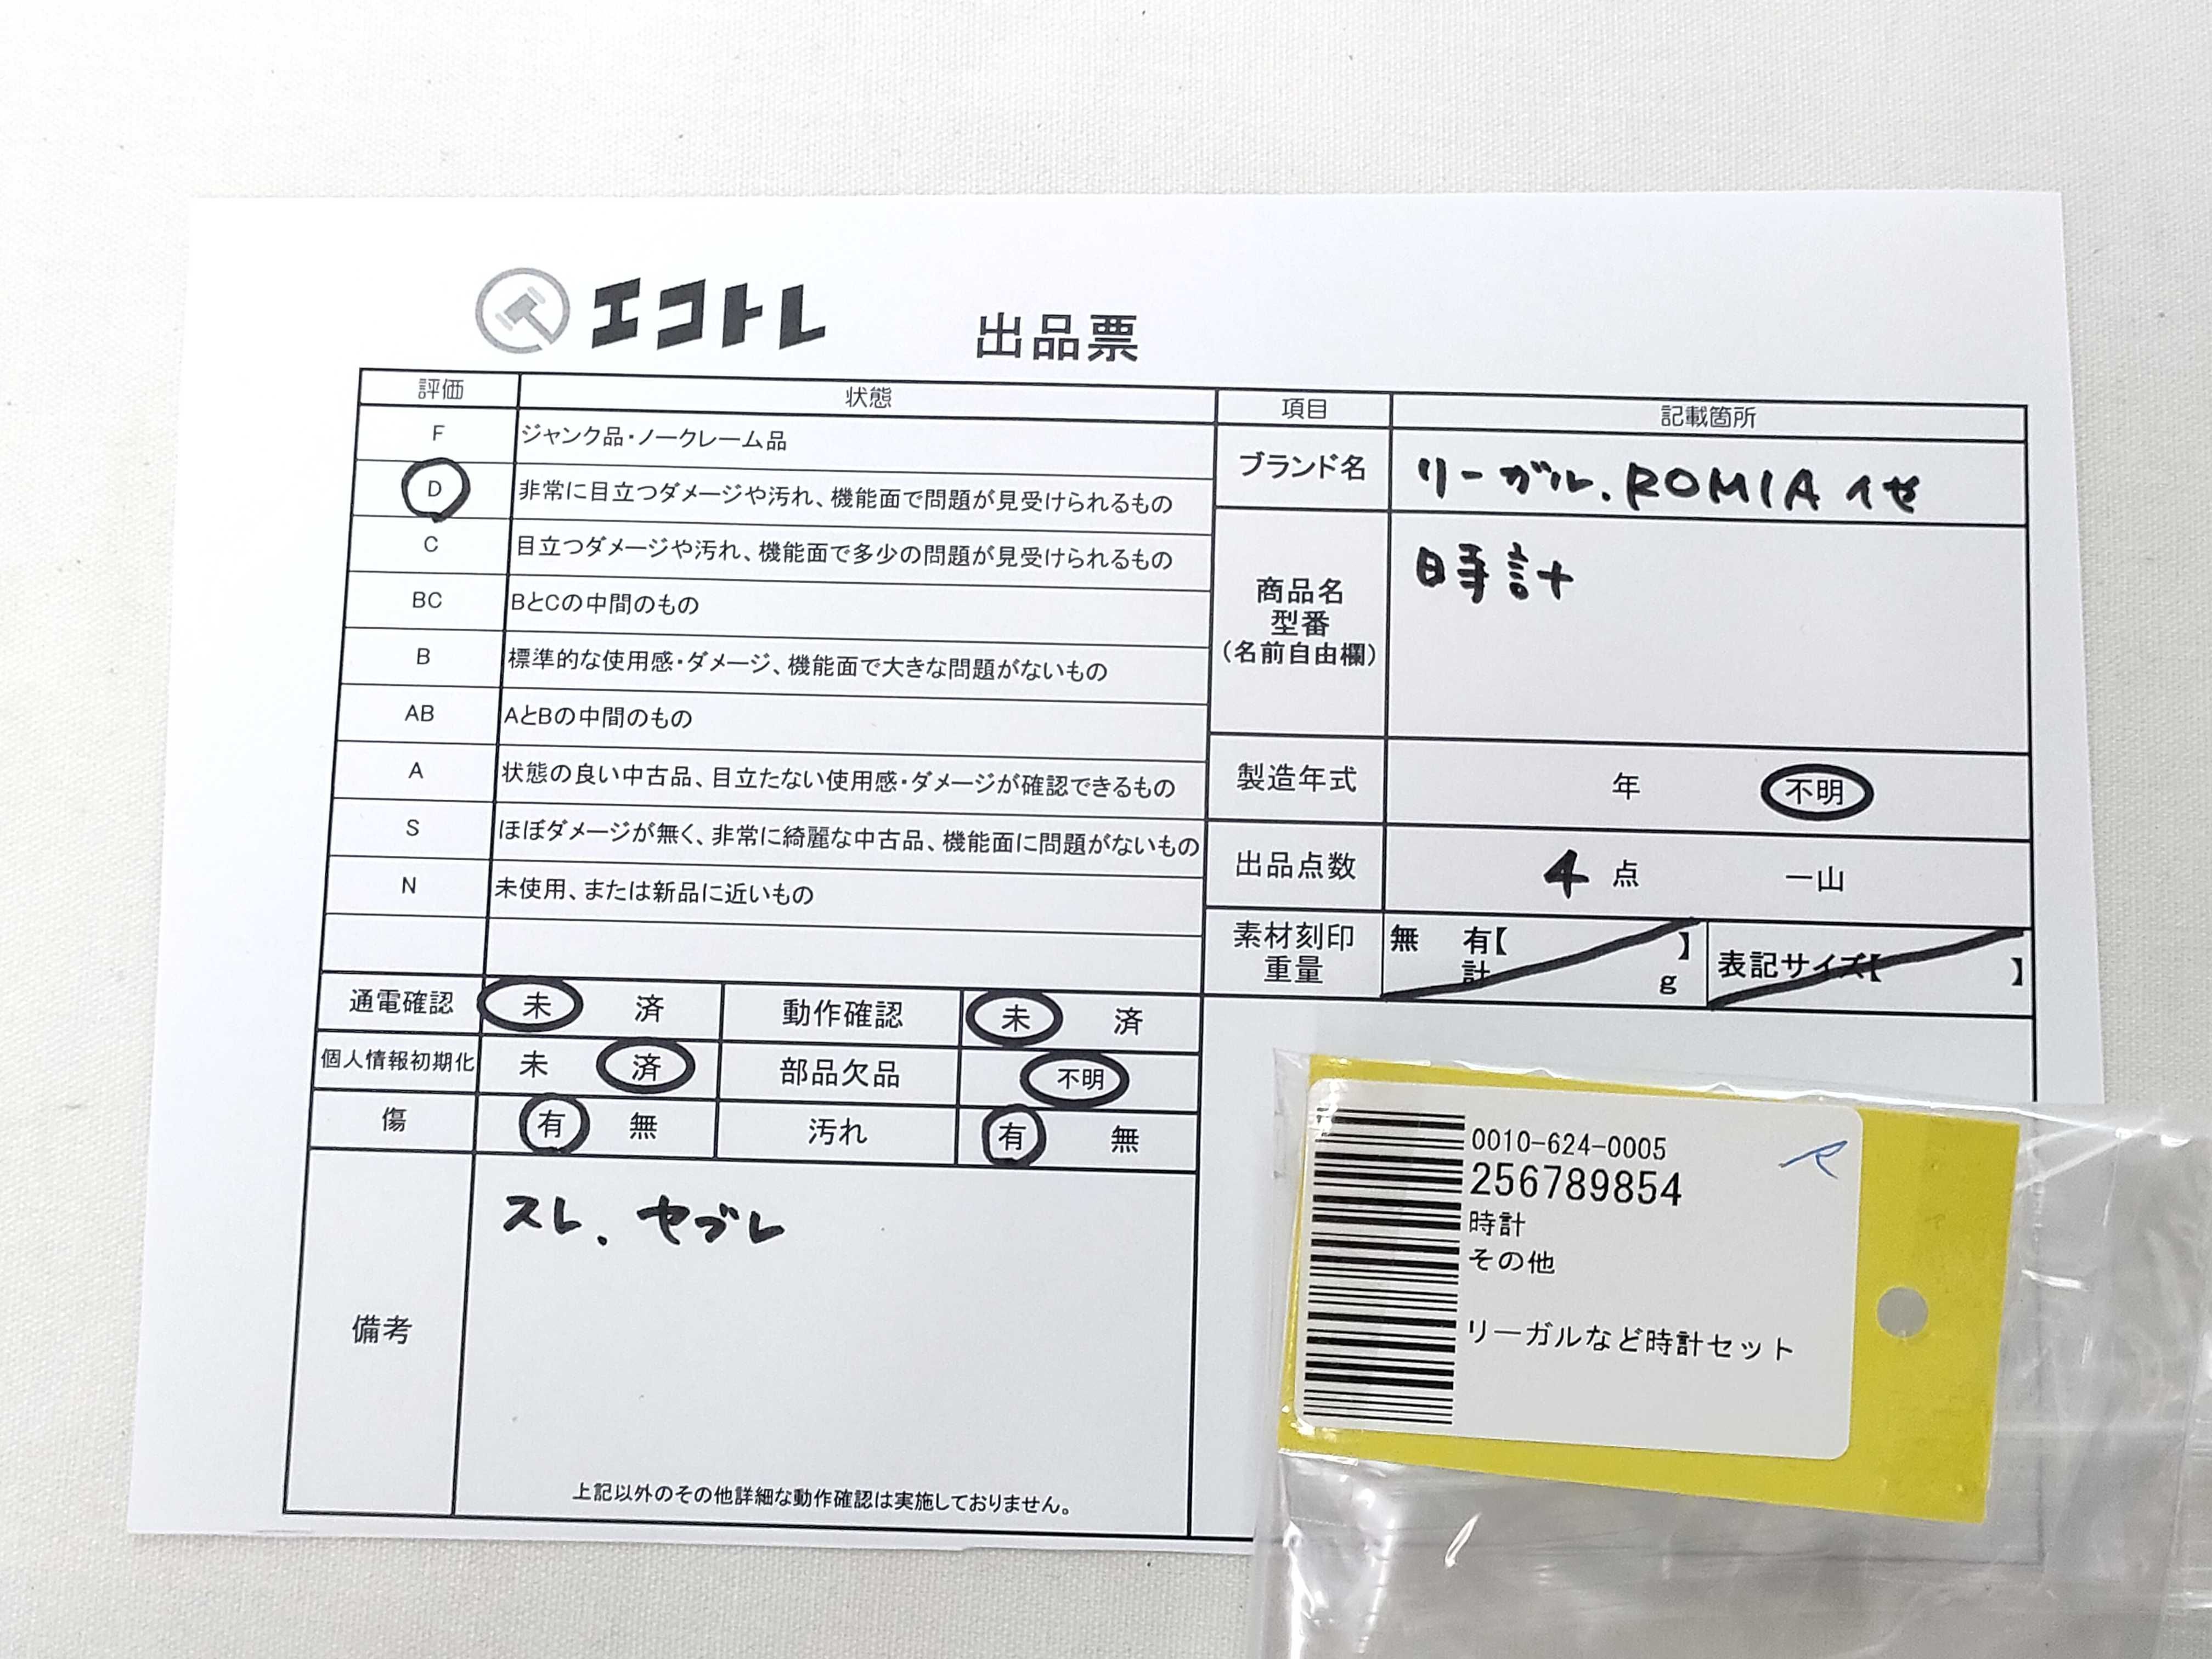 エコトレ 出品票
評価 状態
F ジャンク品・ノークレーム品
D 非常に目立つダメージや汚れ、機能面で問題が見受けられるもの
C 目立つダメージや汚れ、機能面で多少の問題が見受けられるもの
BC BとCの中間のもの
B 標準的な使用感・ダメージ、機能面で大きな問題がないもの
AB AとBの中間のもの
A 状態の良い中古品、目立たない使用感・ダメージが確認できるもの
S ほぼダメージが無く、非常に綺麗な中古品、機能面に問題がないもの
N 未使用、または新品に近いもの
通電確認 未 済 動作確認 未 済
個人情報初期化 未 済 部品欠品 不明
傷 有 無 汚れ 有 無
備考 スレ.
上記以外のその他詳細な動作確認は実施しておりません。
項目 記載箇所
ブランド名 リーガル.ROMIA
商品名
型番
(名前自由欄)
時計
製造年式 年 不明
出品点数 4 点 一山
素材刻印 無 有【 】
重量 計 g
表記サイズ【 】
0010-624-0005
256789854
時計
その他
リーガルなど時計セット